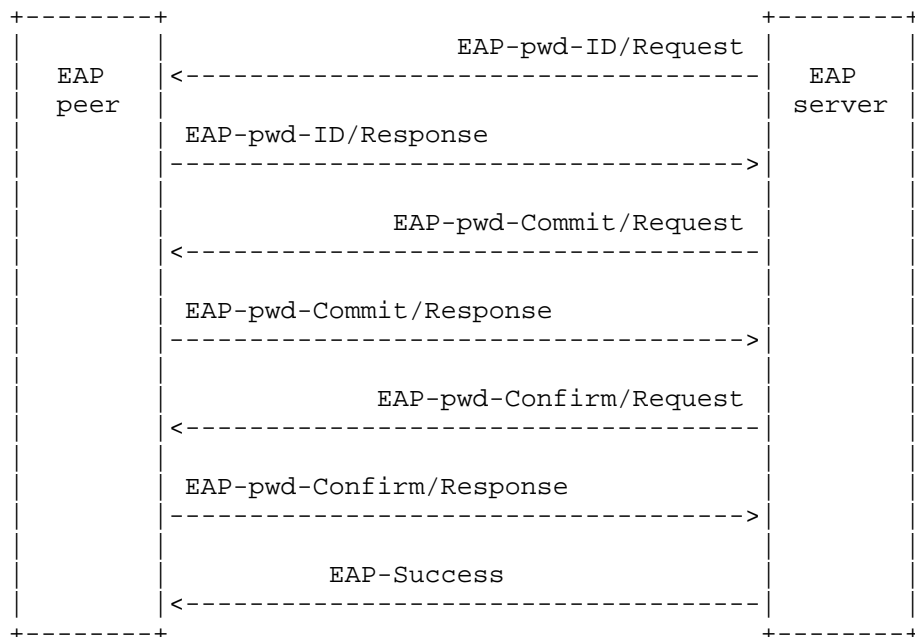 EAP-pwd-ID/Request
EAP EAP
peer server
EAP-pwd-ID/Response
EAP-pwd-Commit/Request
EAP-pwd-Commit/Response
EAP-pwd-Confirm/Request
EAP-pwd-Confirm/Response
EAP-Success